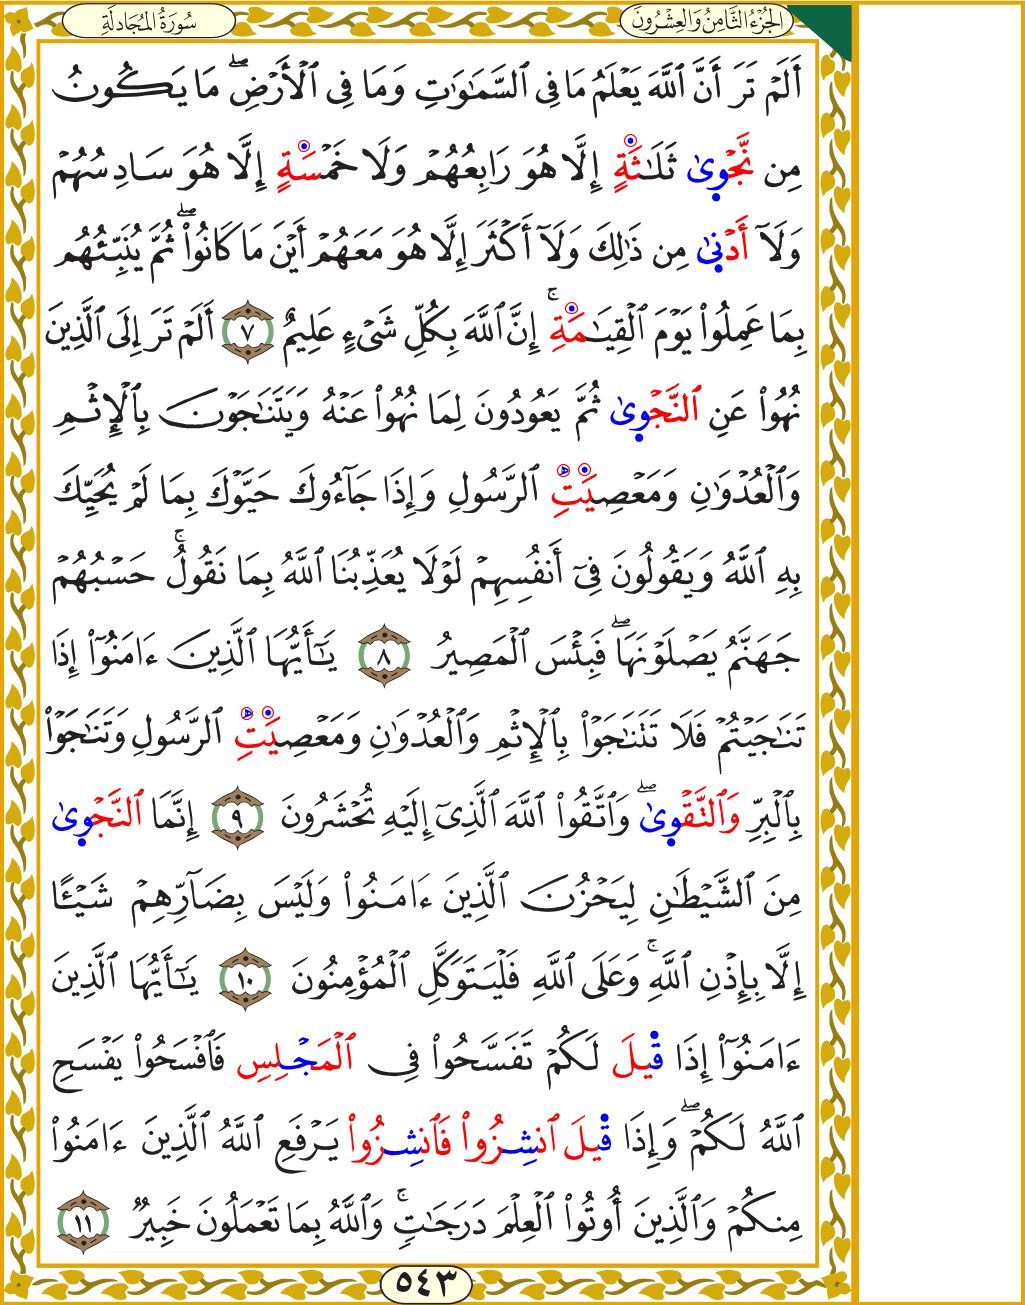 الجُزْءُ الثَّامِنُ وَالعِشْرُونَ
سُورَةُ المُجَادلَةِ
أَلَمْ تَرَ أَنَّ ٱللَّهَ يَعْلَمُ مَا فِى ٱلسَّمَٰوَٰتِ وَمَا فِى ٱلْأَرْضِۖ مَا يَكُونُ
مِن نَّجْوىٰ ثَلَٰثَةٍ إِلَّا هُوَ رَابِعُهُمْ وَلَا خَمْسَةٍ إِلَّا هُوَ سَادِسُهُمْ
وَلَآ أَدْنىٰ مِن ذَٰلِكَ وَلَآ أَكْثَرَ إِلَّا هُوَ مَعَهُمْ أَيْنَ مَا كَانُوا۟ۖ ثُمَّ يُنَبِّئُهُم
بِمَا عَمِلُوا۟ يَوْمَ ٱلْقِيَٰمَةِۚ إِنَّ ٱللَّهَ بِكُلِّ شَىْءٍ عَلِيمٌ ٧ أَلَمْ تَرَ إِلَى ٱلَّذِينَ
نُهُوا۟ عَنِ ٱلنَّجْوىٰ ثُمَّ يَعُودُونَ لِمَا نُهُوا۟ عَنْهُ وَيَتَنَٰجَوْنَ بِٱلْإِثْمِ
وَٱلْعُدْوَٰنِ وَمَعْصِيَتِ ٱلرَّسُولِ وَإِذَا جَآءُوكَ حَيَّوْكَ بِمَا لَمْ يُحَيِّكَ
بِهِ ٱللَّهُ وَيَقُولُونَ فِىٓ أَنفُسِهِمْ لَوْلَا يُعَذِّبُنَا ٱللَّهُ بِمَا نَقُولُۚ حَسْبُهُمْ
جَهَنَّمُ يَصْلَوْنَهَاۖ فَبِئْسَ ٱلْمَصِيرُ ٨ يَٰٓأَيُّهَا ٱلَّذِينَ ءَامَنُوٓا۟ إِذَا
تَنَٰجَيْتُمْ فَلَا تَتَنَٰجَوْا۟ بِٱلْإِثْمِ وَٱلْعُدْوَٰنِ وَمَعْصِيَتِ ٱلرَّسُولِ وَتَنَٰجَوْا۟
بِٱلْبِرِّ وَٱلتَّقْوىٰۖ وَٱتَّقُوا۟ ٱللَّهَ ٱلَّذِىٓ إِلَيْهِ تُحْشَرُونَ ٩ إِنَّمَا ٱلنَّجْوىٰ
مِنَ ٱلشَّيْطَٰنِ لِيَحْزُنَ ٱلَّذِينَ ءَامَنُوا۟ وَلَيْسَ بِضَآرِّهِمْ شَيْـًٔا
إِلَّا بِإِذْنِ ٱللَّهِۚ وَعَلَى ٱللَّهِ فَلْيَتَوَكَّلِ ٱلْمُؤْمِنُونَ ١٠ يَٰٓأَيُّهَا ٱلَّذِينَ
ءَامَنُوٓا۟ إِذَا قِيلَ لَكُمْ تَفَسَّحُوا۟ فِى ٱلْمَجْلِسِ فَٱفْسَحُوا۟ يَفْسَحِ
ٱللَّهُ لَكُمْۖ وَإِذَا قِيلَ ٱنشِزُوا۟ فَٱنشِزُوا۟ يَرْفَعِ ٱللَّهُ ٱلَّذِينَ ءَامَنُوا۟
مِنكُمْ وَٱلَّذِينَ أُوتُوا۟ ٱلْعِلْمَ دَرَجَٰتٍۚ وَٱللَّهُ بِمَا تَعْمَلُونَ خَبِيرٌ ١١
٥٤٣